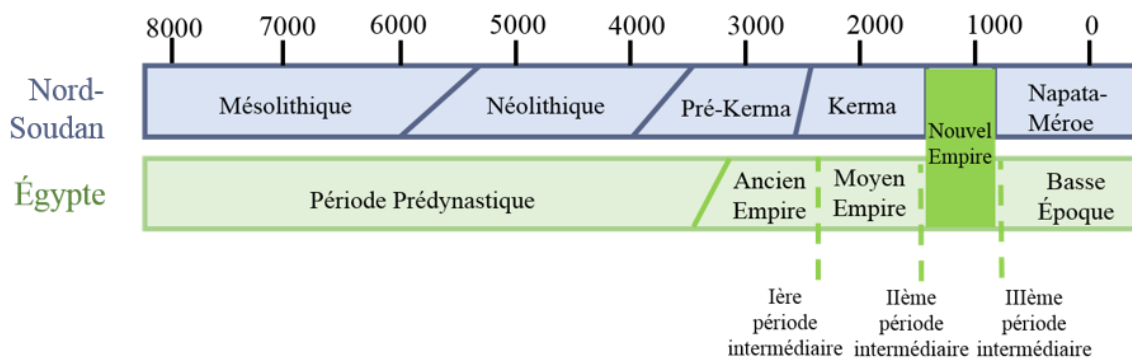 8000 7000 6000 5000 4000 3000 2000 1000 0
Nord-
Soudan
Mésolithique
Néolithique
Pré-Kerma
Kerma
Nouvel
Empire
Napata-
Méroe
Égypte
Période Prédynastique
Ancien
Empire
Moyen
Empire
Basse
Époque
Ière
période
intermédiaire
IIème
période
intermédiaire
IIIème
période
intermédiaire